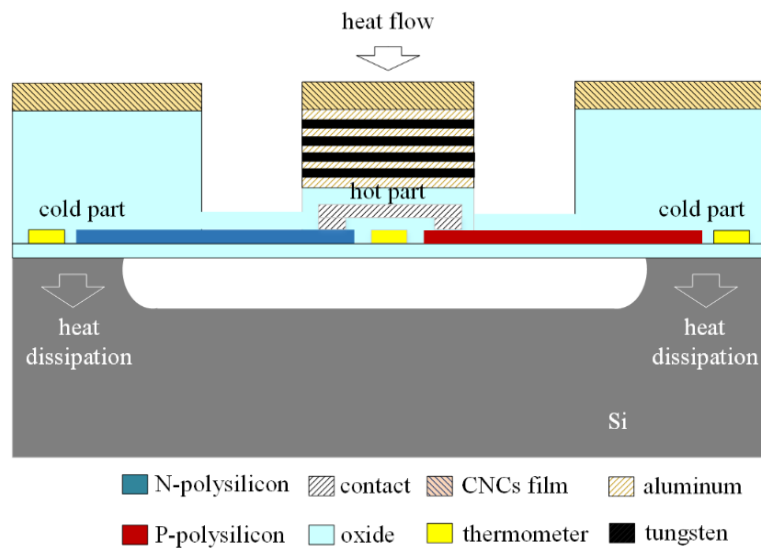 heat flow
hot part
cold part
cold part
heat
dissipation
heat
dissipation
Si
N-polysilicon
contact
CNCs film
aluminum
P-polysilicon
oxide
thermometer
tungsten